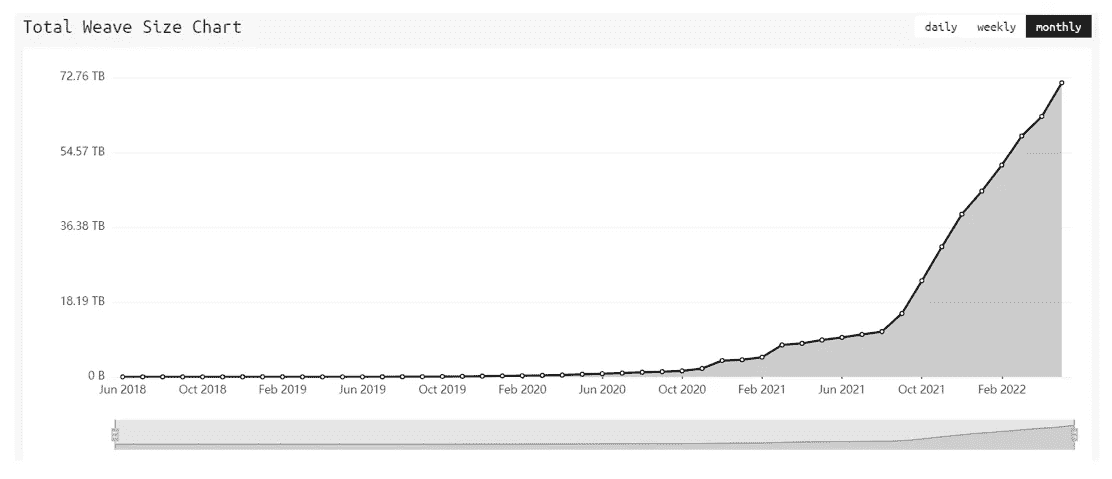 Total Weave Size Chart
daily weekly monthly
72.76 TB
54.57 TB
36.38 TB
18.19 TB
0 B
Jun 2018 Oct 2018 Feb 2019 Jun 2019 Oct 2019 Feb 2020 Jun 2020 Oct 2020 Feb 2021 Jun 2021 Oct 2021 Feb 2022